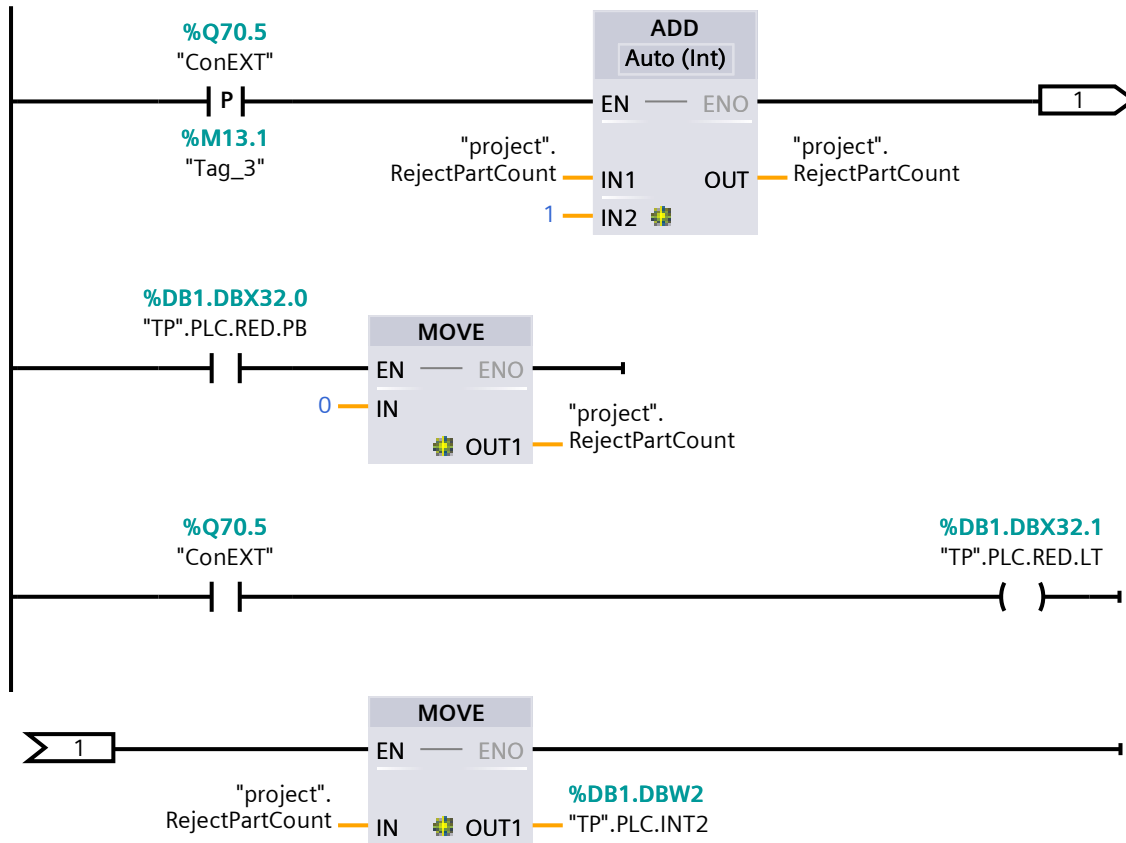 %Q70.5
"ConEXT"
P
%M13.1
"Tag_3"
ADD
Auto (Int)
EN ENO
1
"project".
RejectPartCount
IN1
OUT
"project".
RejectPartCount
1
IN2
%DB1.DBX32.0
"TP".PLC.RED.PB
MOVE
EN ENO
0
IN
OUT1
"project".
RejectPartCount
%Q70.5
"ConEXT"
%DB1.DBX32.1
"TP".PLC.RED.LT
1
MOVE
EN ENO
"project".
RejectPartCount
IN
OUT1
%DB1.DBW2
"TP".PLC.INT2